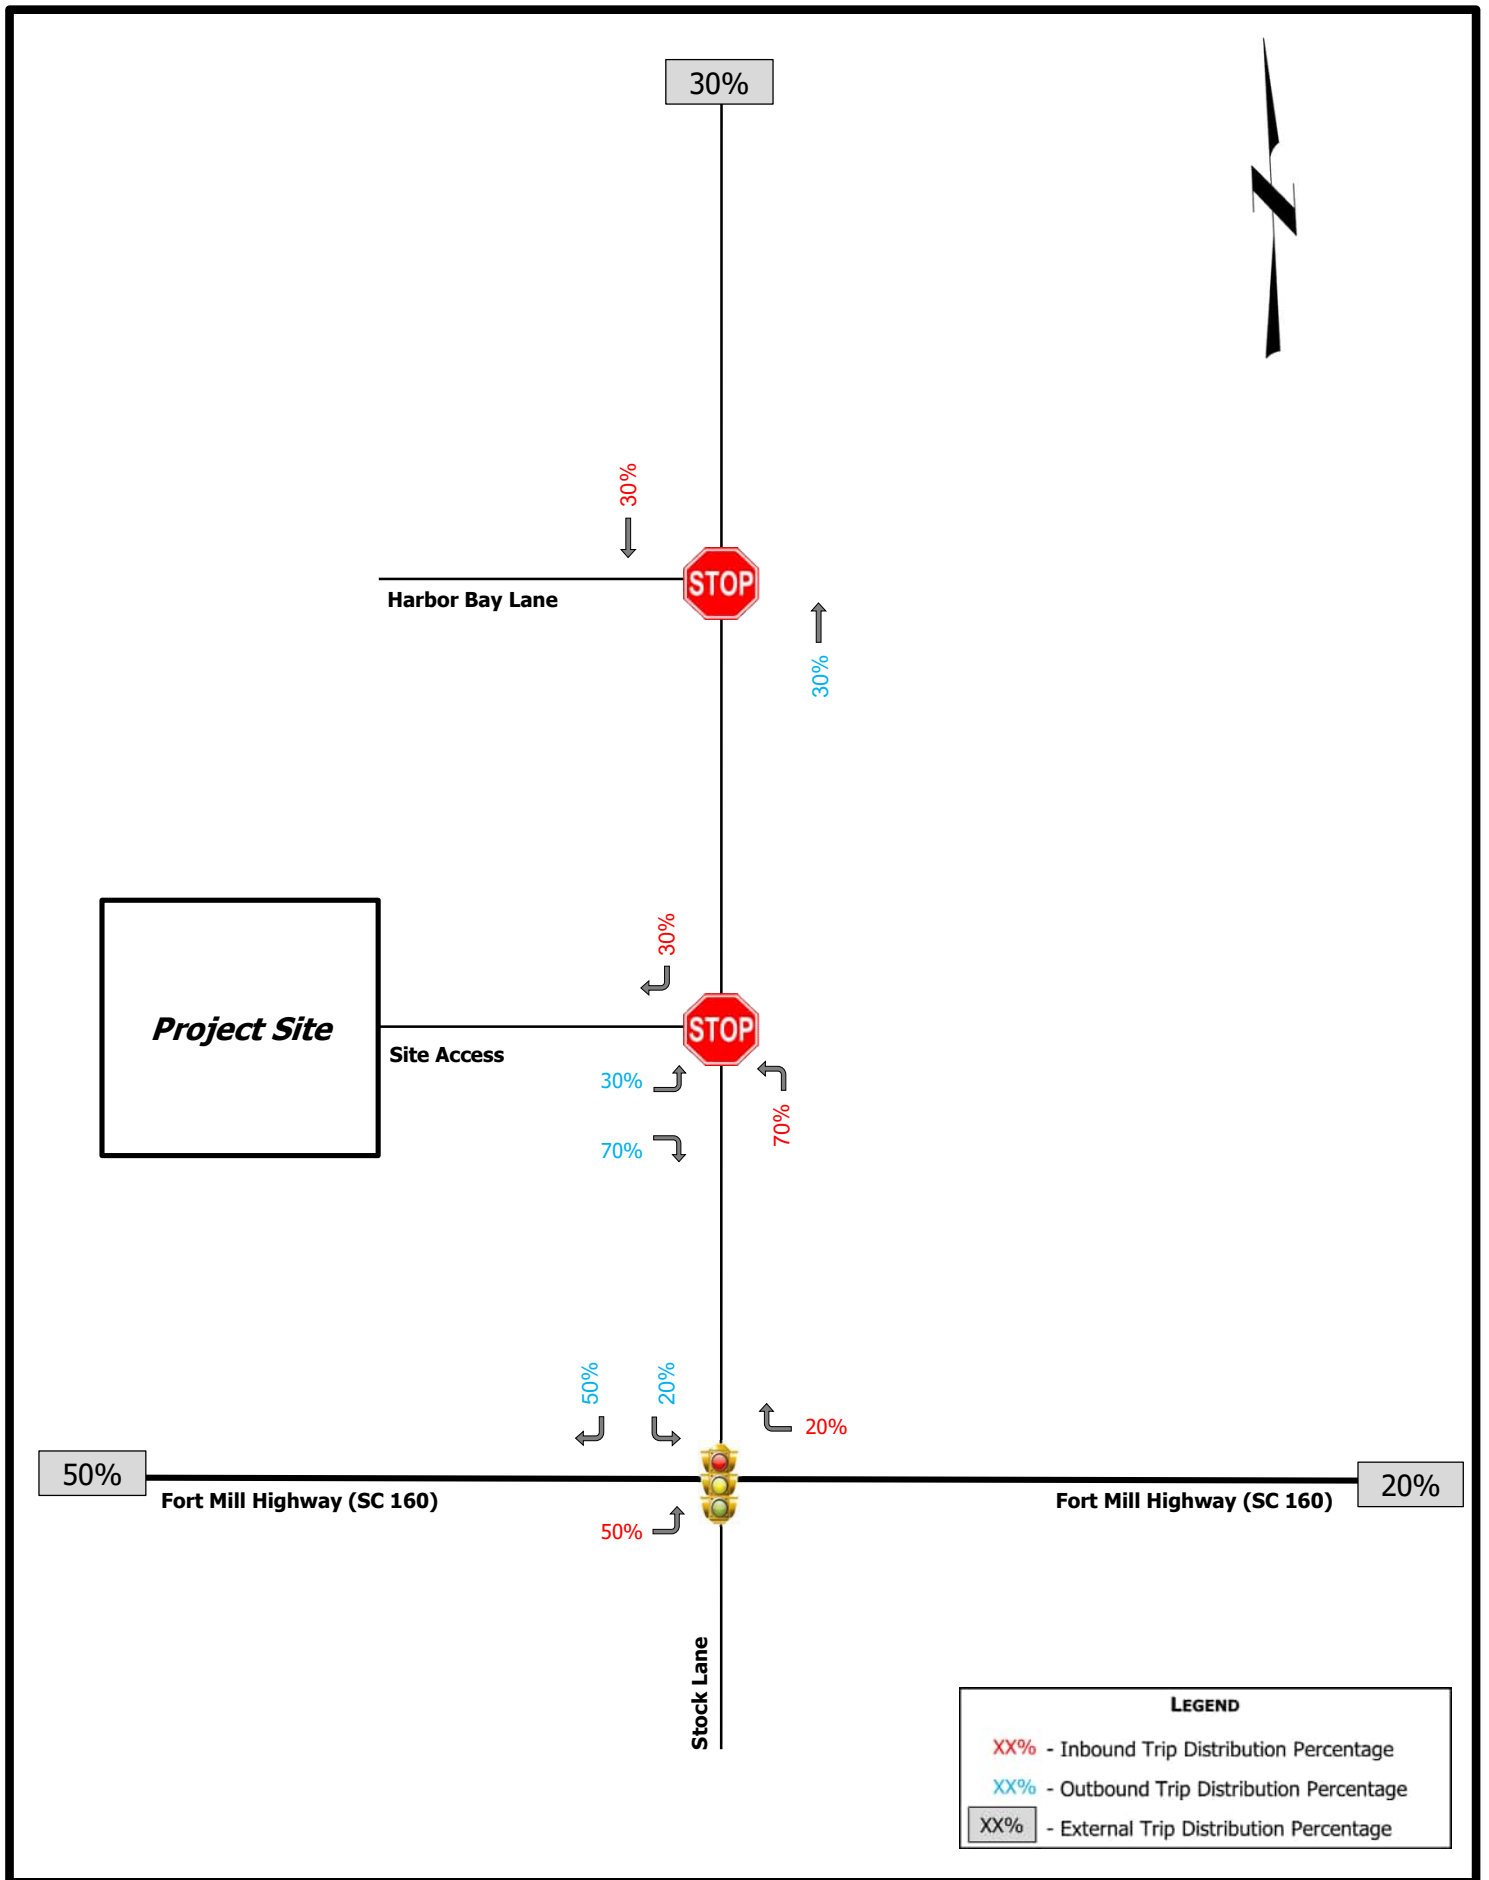 30%
30%
STOP
Harbor Bay Lane
30%
30%
Project Site
STOP
Site Access
30%
70%
70%
50%
20%
20%
50%
Fort Mill Highway (SC 160)
Fort Mill Highway (SC 160)
20%
50%
Stock Lane
LEGEND
XX% - Inbound Trip Distribution Percentage
XX% - Outbound Trip Distribution Percentage
XX% - External Trip Distribution Percentage